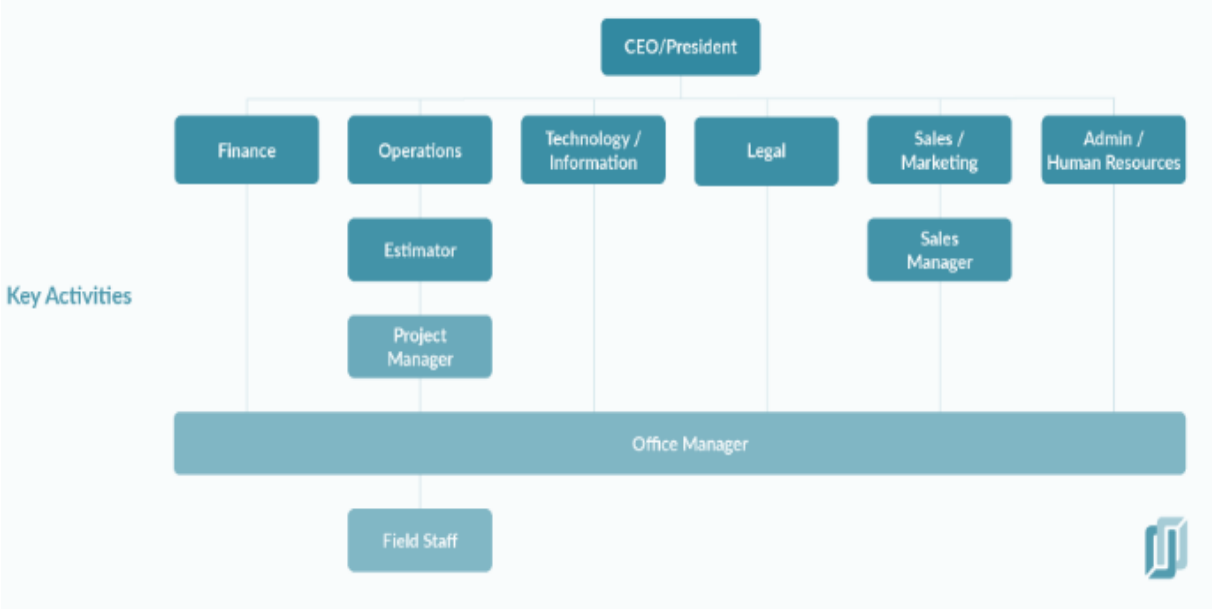 CEO/President
Finance
Operations
Technology /
Information
Legal
Sales /
Marketing
Admin /
Human Resources
Estimator
Sales
Manager
Key Activities
Project
Manager
Office Manager
Field Staff